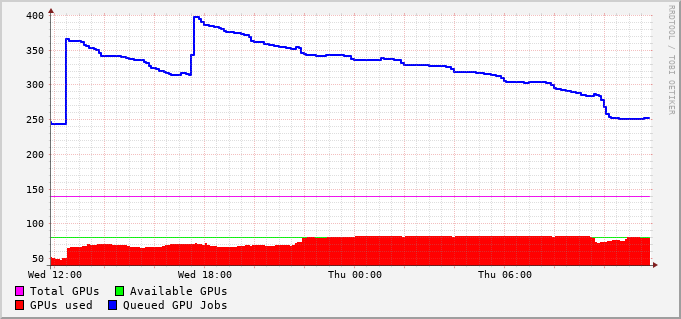 400
350
300
250
200
150
100
50
Wed 12:00 Wed 18:00 Thu 00:00 Thu 06:00
Total GPUs Available GPUs
GPUs used Queued GPU Jobs
RRDTOOL / TOBI OETIKER